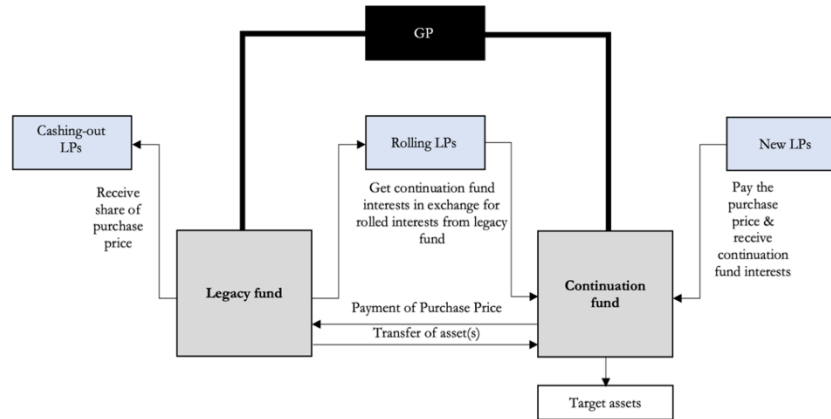 GP
Cashing-out
LPs
Rolling LPs
New LPs
Receive
share of
purchase
price
Get continuation fund
interests in exchange for
rolled interests from legacy
fund
Pay the
purchase
price &
receive
continuation
fund interests
Legacy fund
Payment of Purchase Price
Transfer of asset(s)
Continuation
fund
Target assets